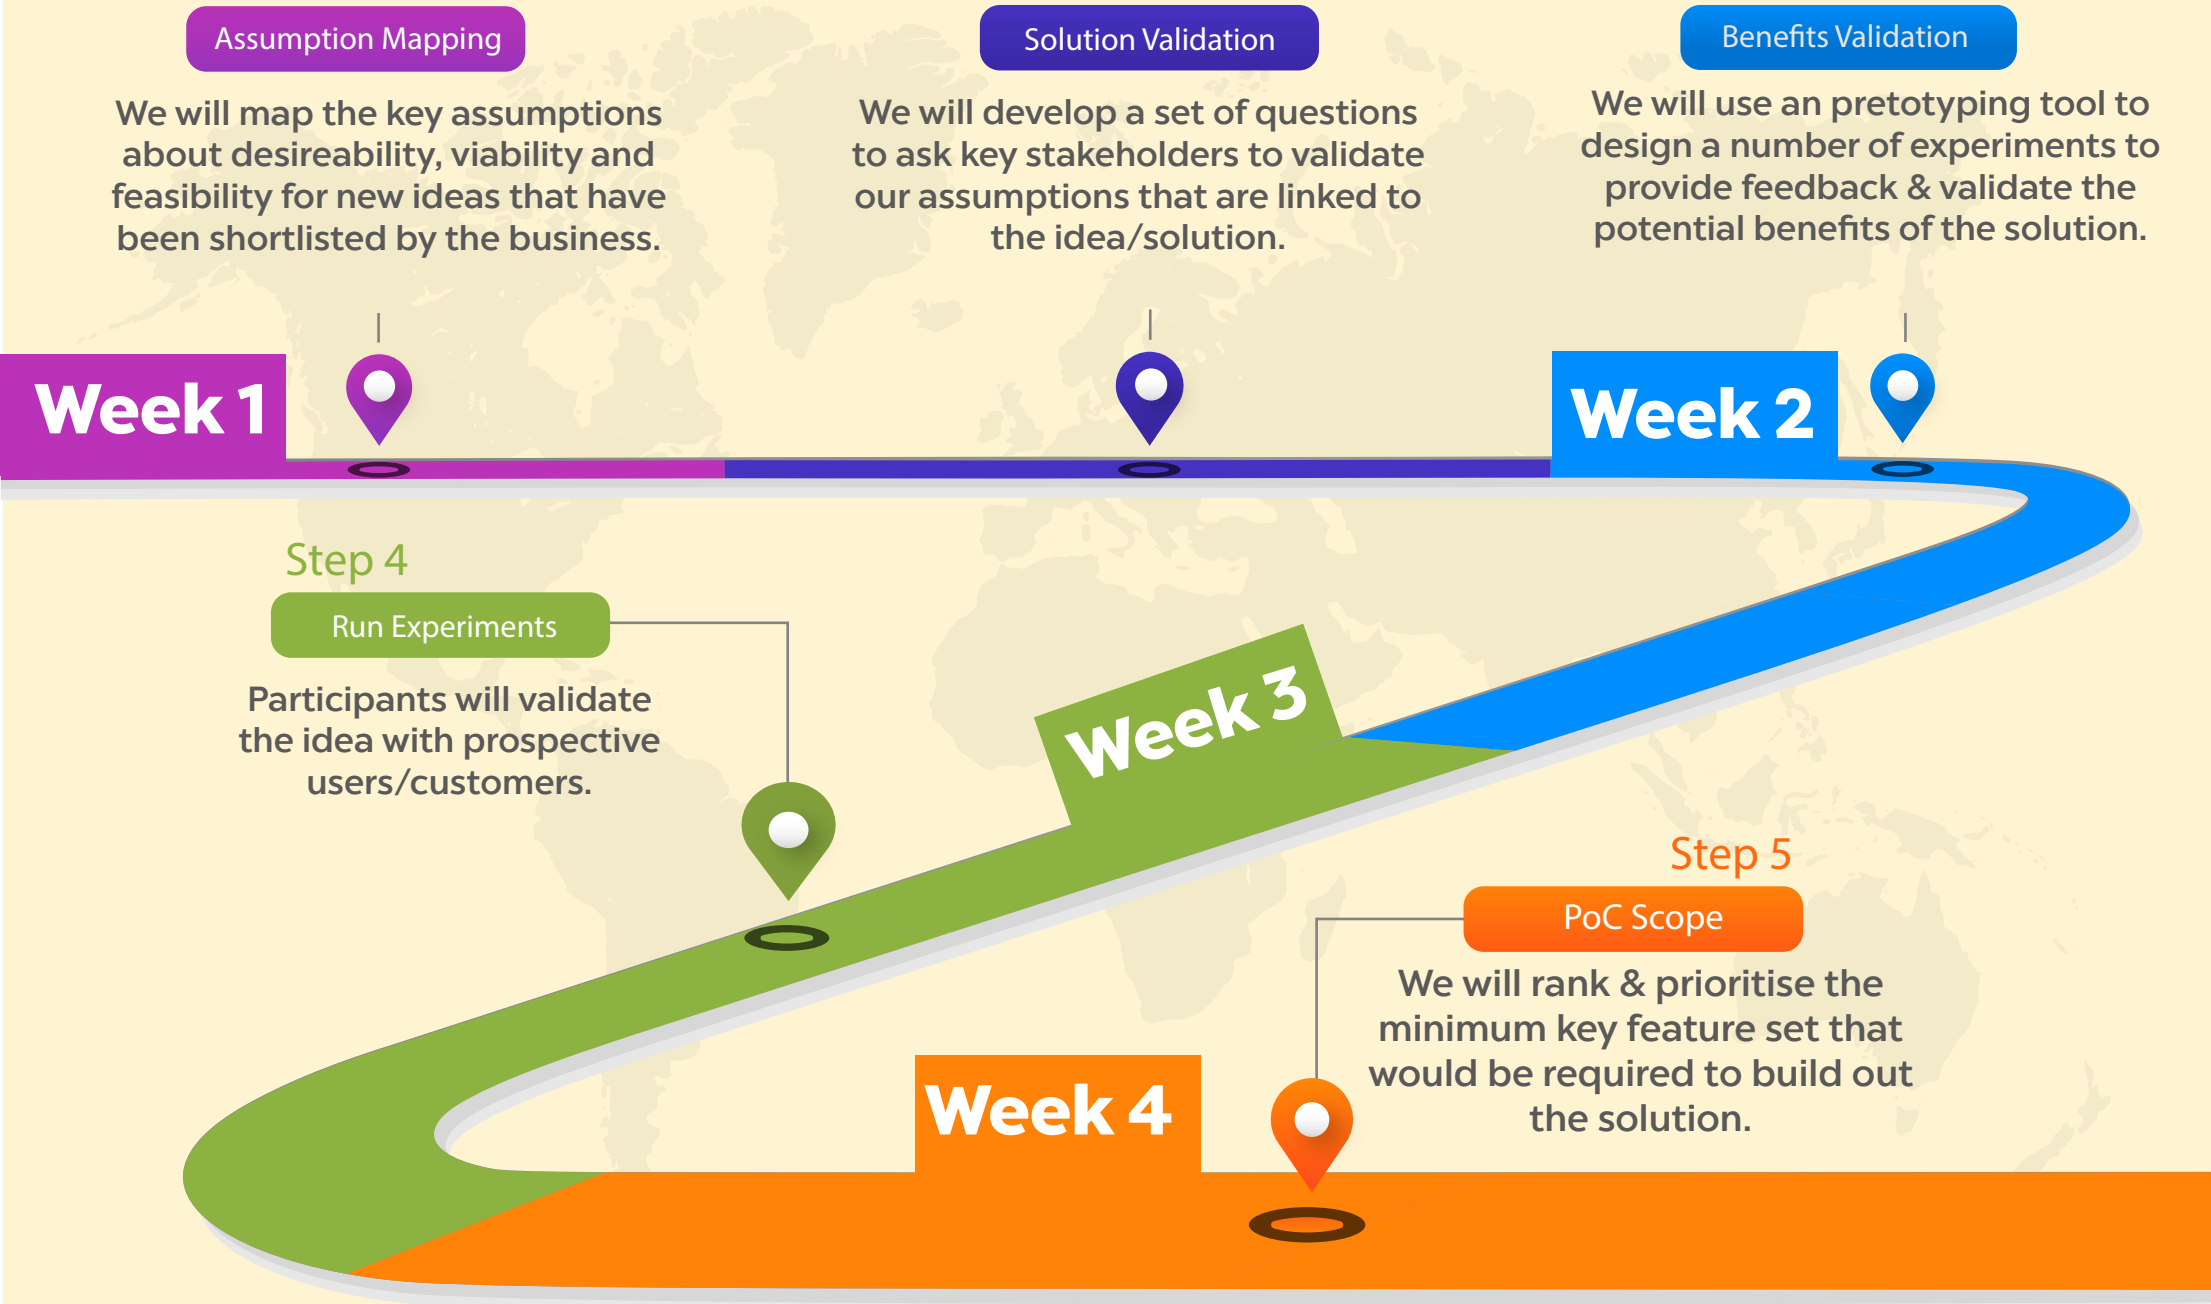 Assumption Mapping
We will map the key assumptions
about desireability, viability and
feasibility for new ideas that have
been shortlisted by the business.
Solution Validation
We will develop a set of questions
to ask key stakeholders to validate
our assumptions that are linked to
the idea/solution.
Benefits Validation
We will use an pretotyping tool to
design a number of experiments to
provide feedback & validate the
potential benefits of the solution.
Week 1
Week 2
Step 4
Run Experiments
Participants will validate
the idea with prospective
users/customers.
Week 3
Step 5
PoC Scope
We will rank & prioritise the
minimum key feature set that
would be required to build out
the solution.
Week 4